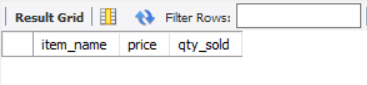 Result Grid Filter Rows:
item_name price qty_sold